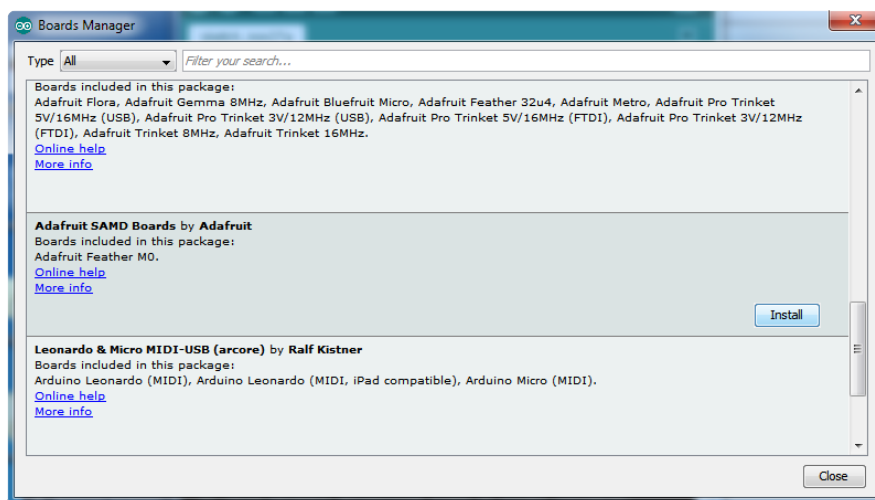 Boards Manager
Type All Filter your search...
Boards included in this package:
Adafruit Flora, Adafruit Gemma 8MHz, Adafruit Bluefruit Micro, Adafruit Feather 32u4, Adafruit Metro, Adafruit Pro Trinket
5V/16MHz (USB), Adafruit Pro Trinket 3V/12MHz (USB), Adafruit Pro Trinket 5V/16MHz (FTDI), Adafruit Pro Trinket 3V/12MHz
(FTDI), Adafruit Trinket 8MHz, Adafruit Trinket 16MHz.
Online help
More info
Adafruit SAMD Boards by Adafruit
Boards included in this package:
Adafruit Feather M0.
Online help
More info
Install
Leonardo & Micro MIDI-USB (arcore) by Ralf Kistner
Boards included in this package:
Arduino Leonardo (MIDI), Arduino Leonardo (MIDI, iPad compatible), Arduino Micro (MIDI).
Online help
More info
Close